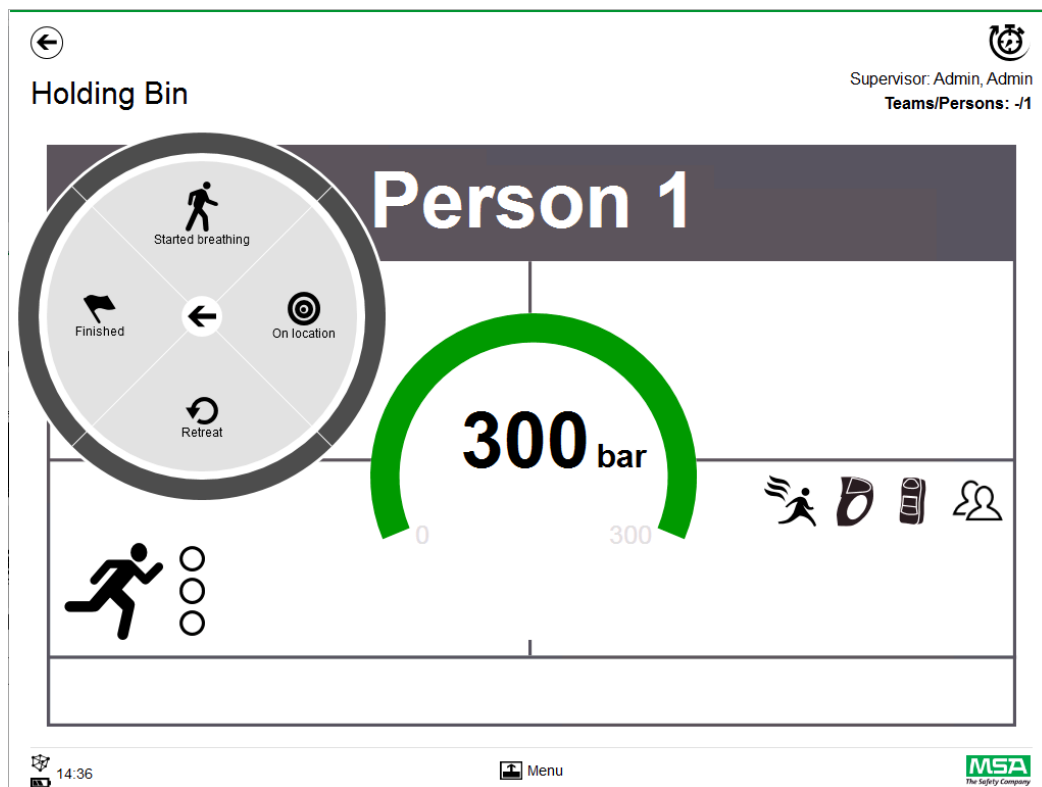 Supervisor: Admin, Admin
Holding Bin
Teams/Persons: -/1
Person 1
Started breathing
Finished
On location
Retreat
300 bar
0
300
14:36
Menu
MSA
The Safety Company